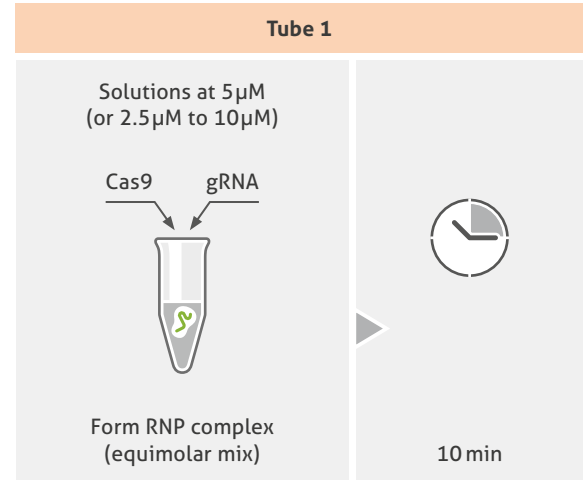 Tube 1
Solutions at 5µM
(or 2.5µM to 10µM)
Cas9 gRNA
Form RNP complex
(equimolar mix)
10 min